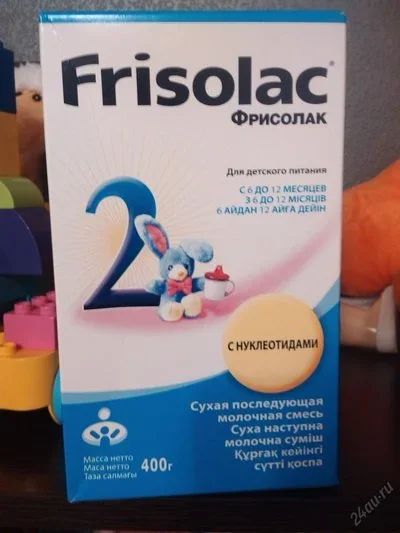 Frisolac®
Фрисолак
Для детского питания
С 6 ДО 12 МЕСЯЦЕВ
З 6 ДО 12 МІСЯЦІВ
6 АЙДАН 12 АЙҒА ДЕЙІН
2
С НУКЛЕОТИДАМИ
Сухая последующая
молочная смесь
Суха наступна
молочна суміш
Құрғақ кейінгі
сүтті қоспа
Масса нетто
Маса нетто
Таза салмағы
400г
24au.ru